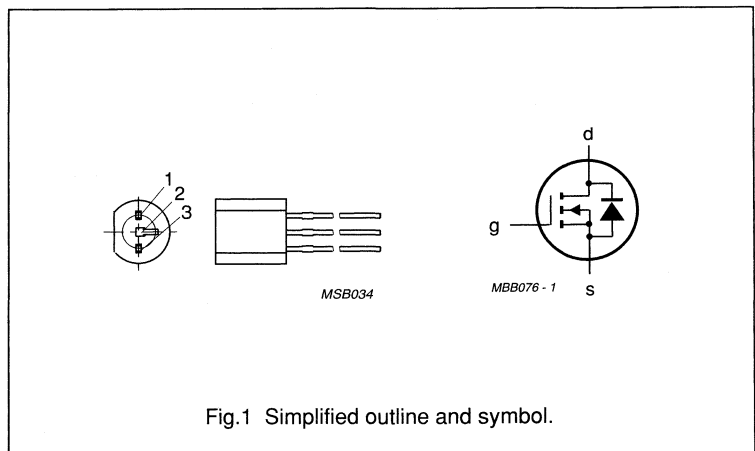 1
2
3
MSB034
d
g
s
MBB076 - 1
Fig.1 Simplified outline and symbol.